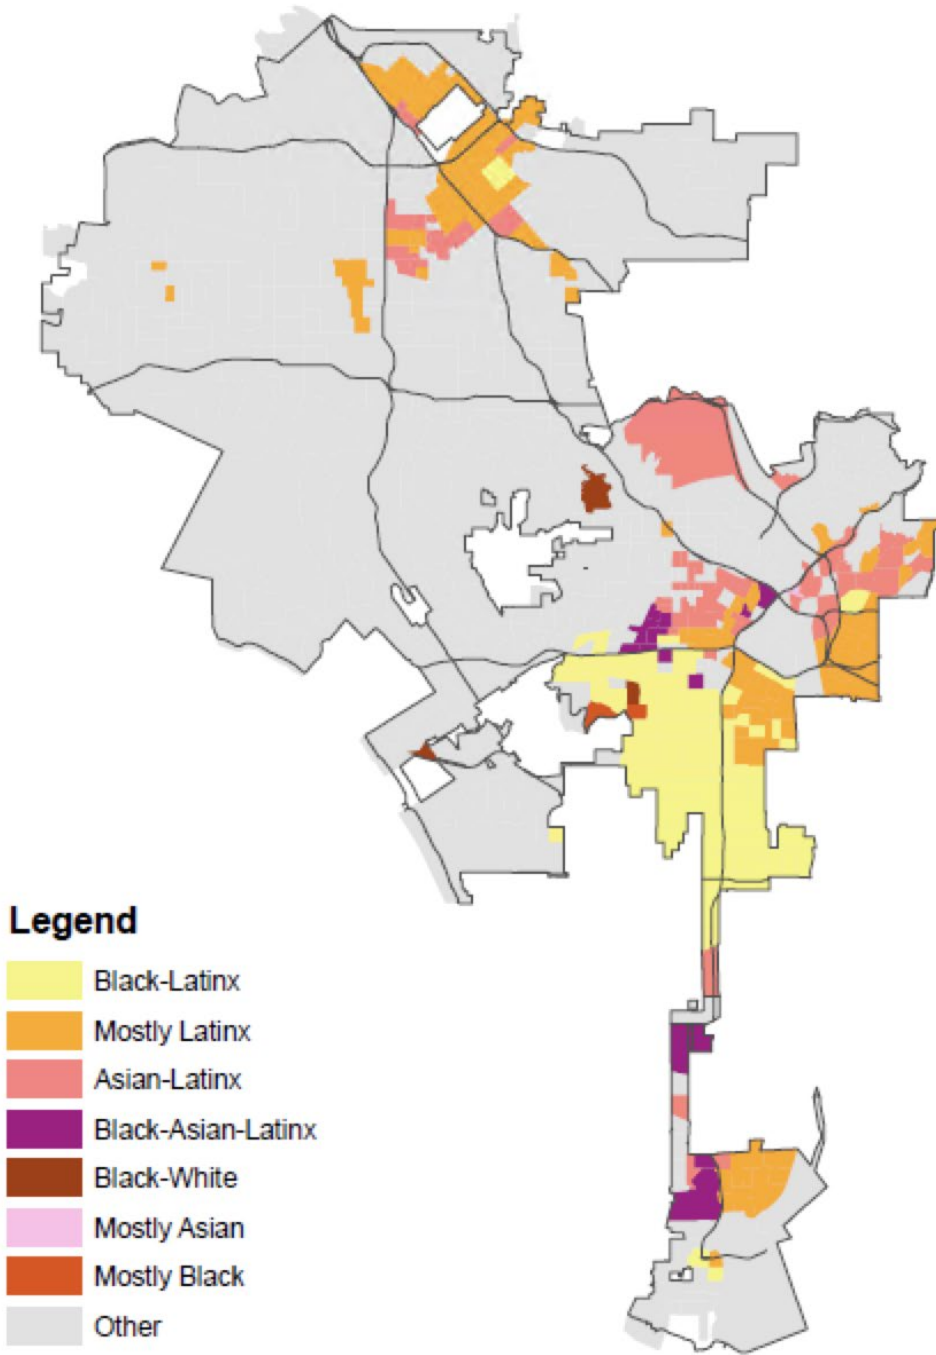 Legend
Black-Latinx
Mostly Latinx
Asian-Latinx
Black-Asian-Latinx
Black-White
Mostly Asian
Mostly Black
Other